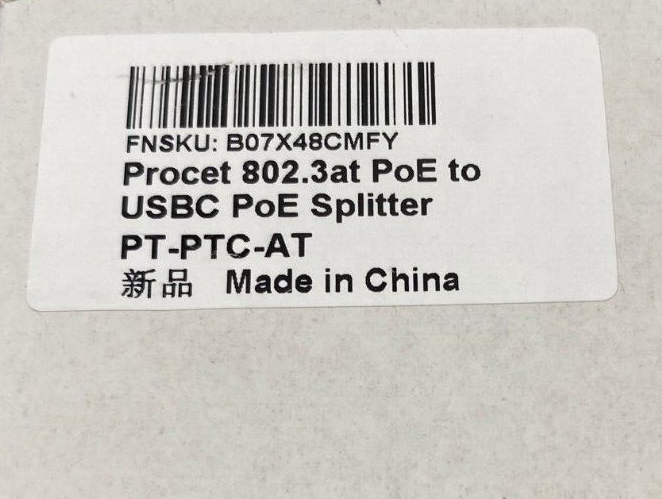 FNSKU: B07X48CMFY
Procet 802.3at PoE to
USBC PoE Splitter
PT-PTC-AT
新品 Made in China